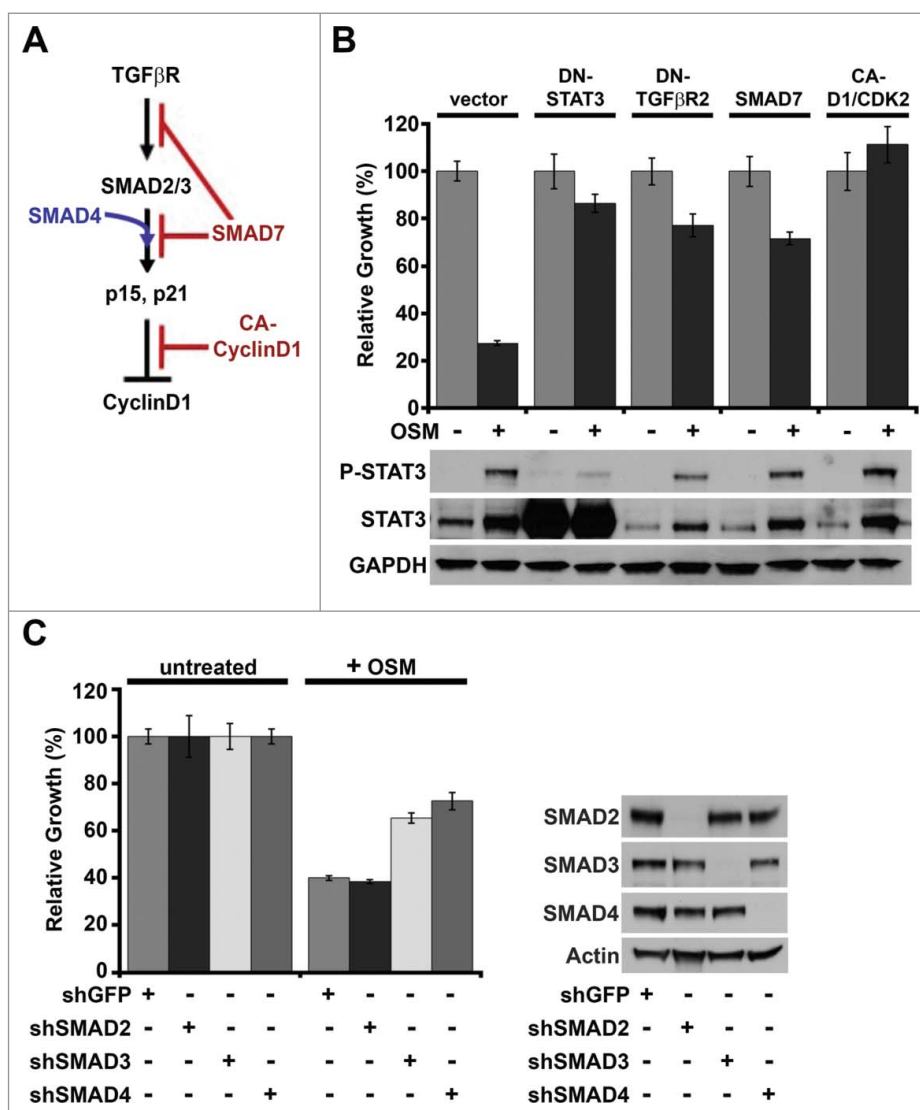 A
TGFβR
SMAD2/3
SMAD4
SMAD7
p15, p21
CA-
CyclinD1
CyclinD1
B
vector
DN-
STAT3
DN-
TGFβR2
SMAD7
CA-
D1/CDK2
Relative Growth (%)
120
100
80
60
40
20
0
OSM - + - + - + - + - +
P-STAT3
STAT3
GAPDH
C
untreated
+ OSM
Relative Growth (%)
120
100
80
60
40
20
0
shGFP + - - - + - - -
shSMAD2 - + - - - + - -
shSMAD3 - - + - - - + -
shSMAD4 - - - + - - - +
SMAD2
SMAD3
SMAD4
Actin
shGFP + - - -
shSMAD2 - + - -
shSMAD3 - - + -
shSMAD4 - - - +